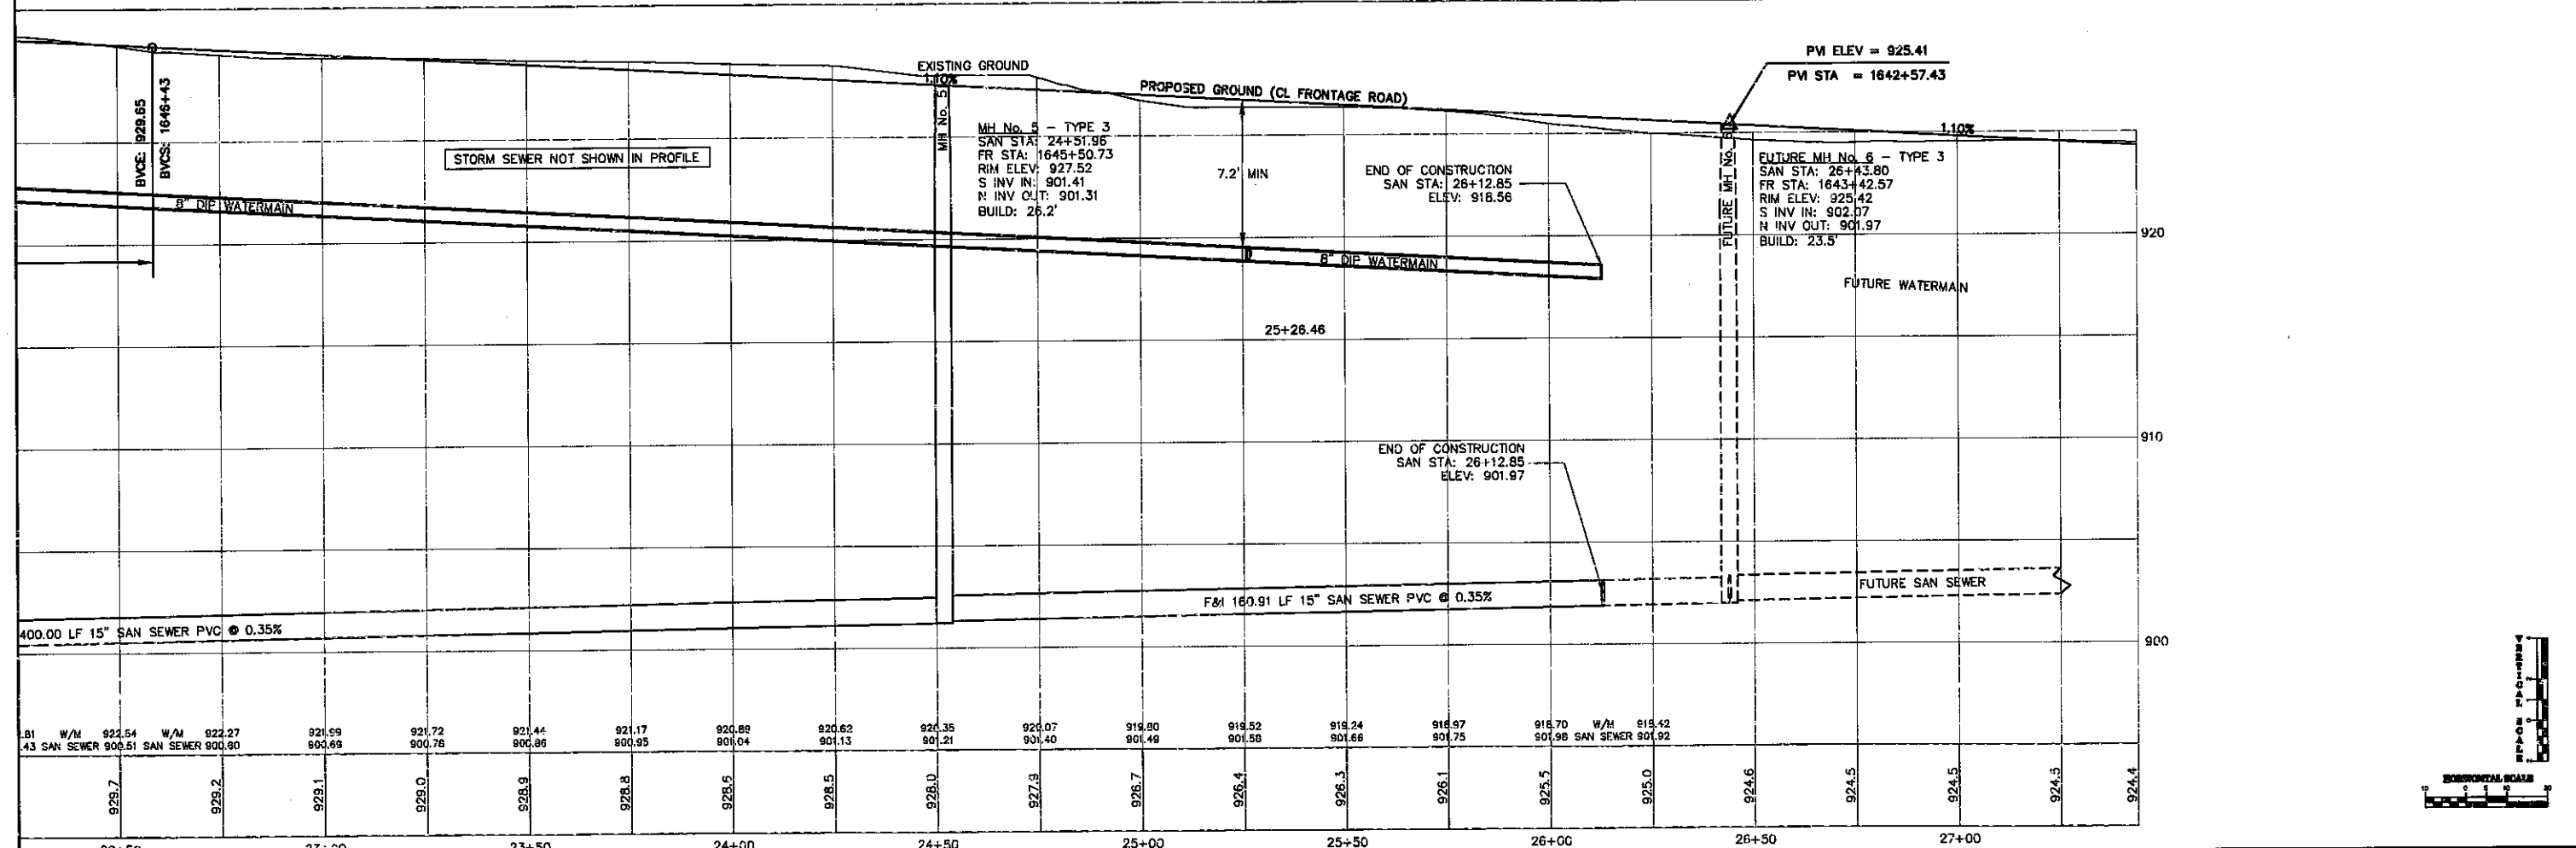 PVI ELEV = 925.41
PVI STA = 1642+57.43
EXISTING GROUND
1.10%
PROPOSED GROUND (CL FRONTAGE ROAD)
1.10%
BVCE: 929.65
BVCS: 1646+43
STORM SEWER NOT SHOWN IN PROFILE
MH No. 5
MH No. 5 - TYPE 3
SAN STA: 24+51.96
FR STA: 1645+50.73
RIM ELEV: 927.52
S INV IN: 901.41
N INV OUT: 901.31
BUILD: 26.2'
7.2' MIN
END OF CONSTRUCTION
SAN STA: 26+12.85
ELEV: 918.56
FUTURE MH No. 6
FUTURE MH No. 6 - TYPE 3
SAN STA: 26+43.80
FR STA: 1643+42.57
RIM ELEV: 925.42
S INV IN: 902.07
N INV OUT: 901.97
BUILD: 23.5'
920
8" DIP WATERMAIN
8" DIP WATERMAIN
FUTURE WATERMAIN
25+26.46
910
END OF CONSTRUCTION
SAN STA: 26+12.85
ELEV: 901.97
FUTURE SAN SEWER
F&I 160.91 LF 15" SAN SEWER PVC @ 0.35%
400.00 LF 15" SAN SEWER PVC @ 0.35%
900
.81 W/M 922.54 W/M 922.27 921.99 921.72 921.44 921.17 920.89 920.62 920.35 920.07 919.80 919.52 919.24 918.97 918.70 W/M 918.42
.43 SAN SEWER 900.51 SAN SEWER 900.60 900.69 900.76 900.86 900.95 901.04 901.13 901.21 901.40 901.49 901.58 901.66 901.75 901.98 SAN SEWER 901.92
929.7 929.2 929.1 929.0 928.9 928.8 928.6 928.5 928.0 927.9 926.7 926.4 926.3 926.1 925.5 925.0 924.6 924.5 924.5 924.5 924.4
23+50 24+00 24+50 25+00 25+50 26+00 26+50 27+00
VERTICAL SCALE
HORIZONTAL SCALE